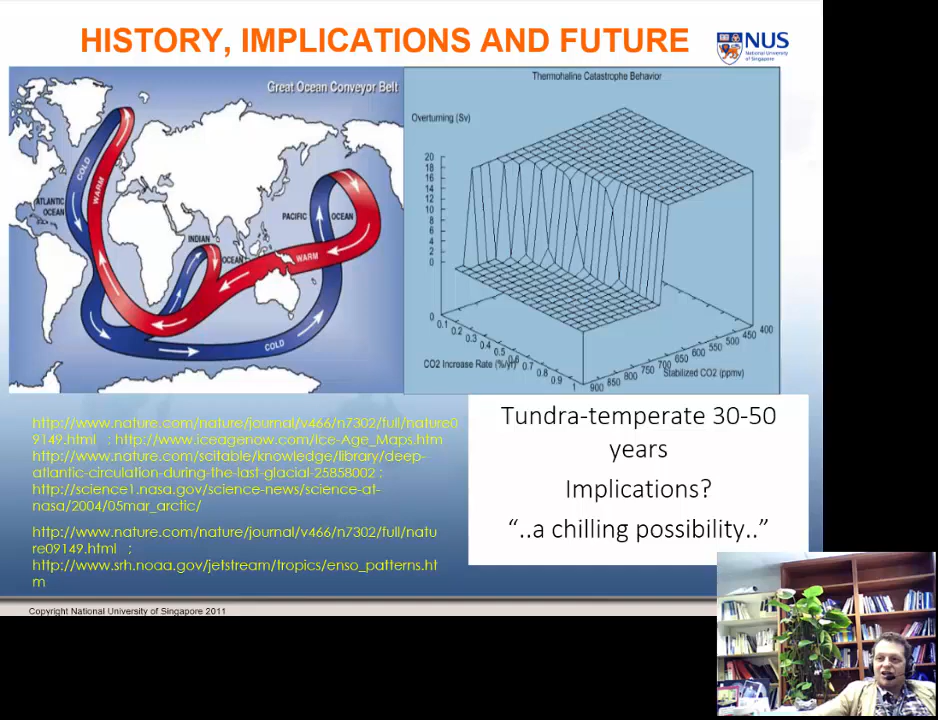 HISTORY, IMPLICATIONS AND FUTURE
NUS
National University
of Singapore
Great Ocean Conveyor Belt
COLD
WARM
ATLANTIC
OCEAN
PACIFIC
OCEAN
INDIAN
OCEAN
WARM
COLD
Thermohaline Catastrophe Behavior
Overturning (Sv)
20
18
16
14
12
10
8
6
4
2
0
0
0.1
0.2
0.3
0.4
0.5
0.6
0.7
0.8
0.9
1
CO2 Increase Rate (%/yr)
900
850
800
750
700
650
600
550
500
450
400
Stabilized CO2 (ppmv)
http://www.nature.com/nature/journal/v466/n7302/full/nature0
9149.html ; http://www.iceagenow.com/Ice-Age_Maps.htm
http://www.nature.com/scitable/knowledge/library/deep-
atlantic-circulation-during-the-last-glacial-25858002 ;
http://science1.nasa.gov/science-news/science-at-
nasa/2004/05mar_arctic/
http://www.nature.com/nature/journal/v466/n7302/full/natu
re09149.html ;
http://www.srh.noaa.gov/jetstream/tropics/enso_patterns.ht
m
Tundra-temperate 30-50
years
Implications?
“..a chilling possibility..”
Copyright National University of Singapore 2011